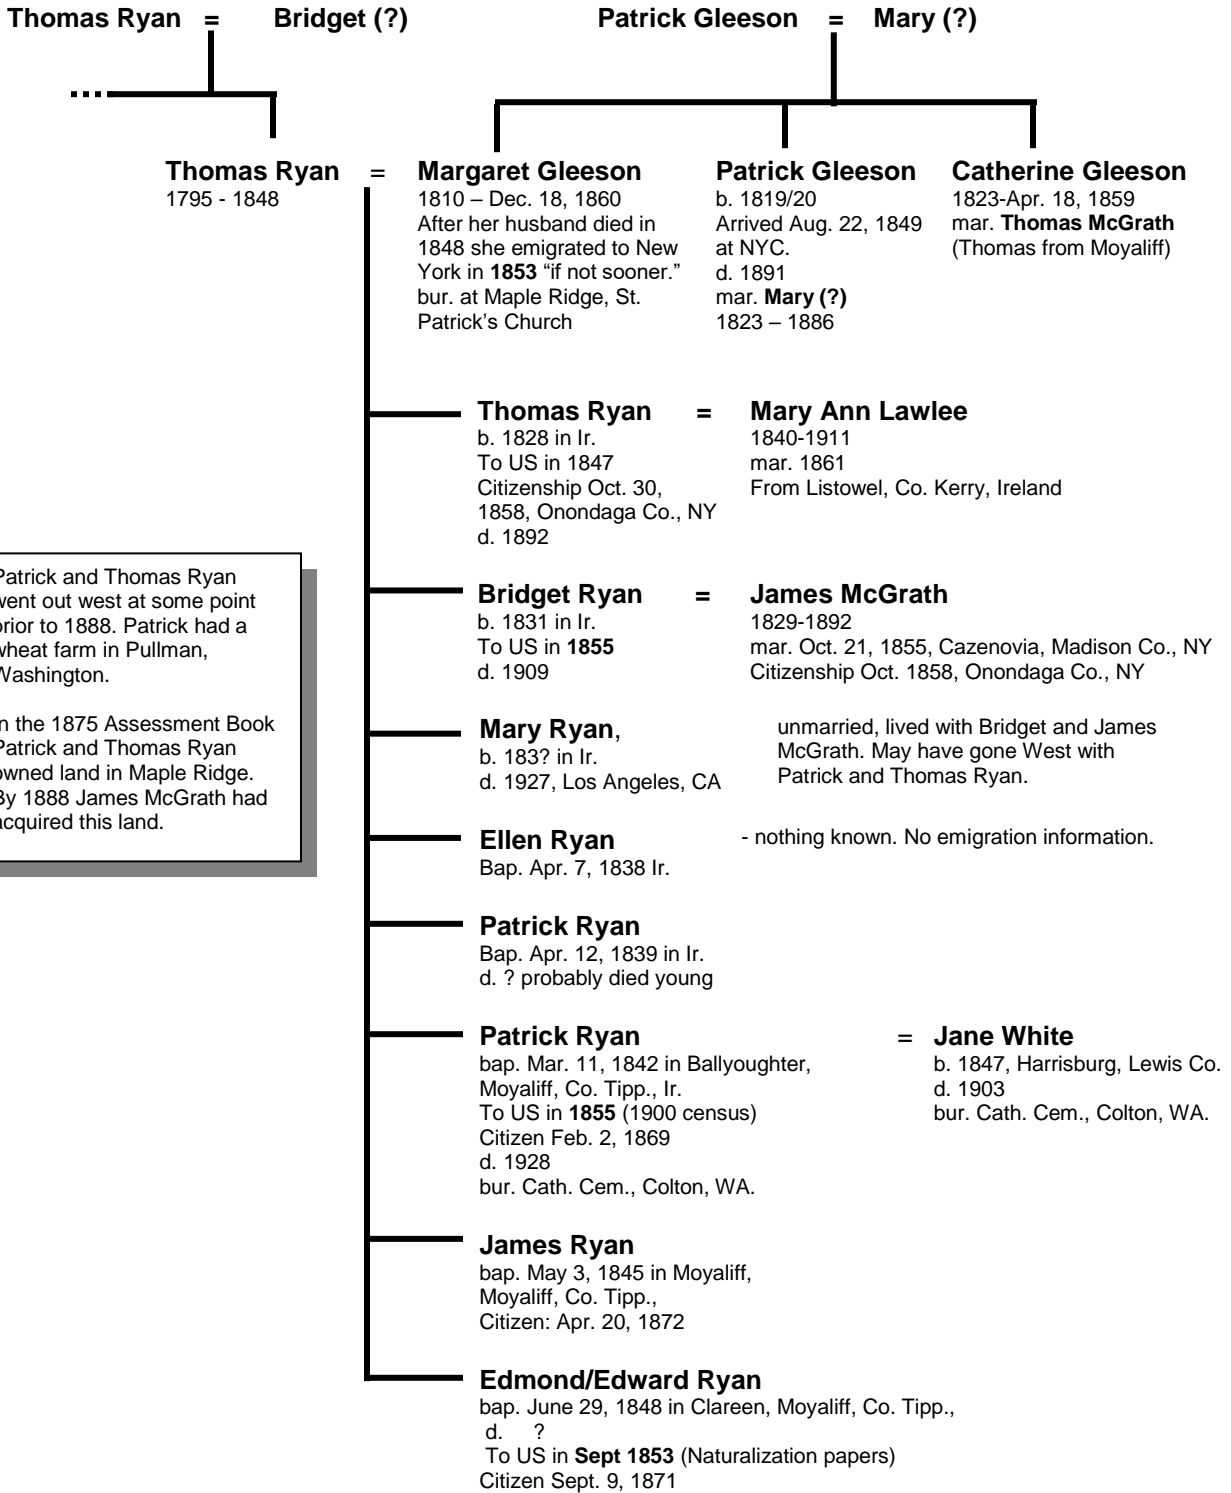 Thomas Ryan = Bridget (?) Patrick Gleeson = Mary (?)
Thomas Ryan =
1795 - 1848
Margaret Gleeson
1810 – Dec. 18, 1860
After her husband died in
1848 she emigrated to New
York in 1853 “if not sooner.”
bur. at Maple Ridge, St.
Patrick’s Church
Patrick Gleeson
b. 1819/20
Arrived Aug. 22, 1849
at NYC.
d. 1891
mar. Mary (?)
1823 – 1886
Catherine Gleeson
1823-Apr. 18, 1859
mar. Thomas McGrath
(Thomas from Moyaliff)
Thomas Ryan =
b. 1828 in Ir.
To US in 1847
Citizenship Oct. 30,
1858, Onondaga Co., NY
d. 1892
Mary Ann Lawlee
1840-1911
mar. 1861
From Listowel, Co. Kerry, Ireland
Patrick and Thomas Ryan
went out west at some point
prior to 1888. Patrick had a
wheat farm in Pullman,
Washington.
In the 1875 Assessment Book
Patrick and Thomas Ryan
owned land in Maple Ridge.
By 1888 James McGrath had
acquired this land.
Bridget Ryan =
b. 1831 in Ir.
To US in 1855
d. 1909
James McGrath
1829-1892
mar. Oct. 21, 1855, Cazenovia, Madison Co., NY
Citizenship Oct. 1858, Onondaga Co., NY
Mary Ryan,
b. 183? in Ir.
d. 1927, Los Angeles, CA
unmarried, lived with Bridget and James
McGrath. May have gone West with
Patrick and Thomas Ryan.
Ellen Ryan
Bap. Apr. 7, 1838 Ir.
- nothing known. No emigration information.
Patrick Ryan
Bap. Apr. 12, 1839 in Ir.
d. ? probably died young
Patrick Ryan =
bap. Mar. 11, 1842 in Ballyoughter,
Moyaliff, Co. Tipp., Ir.
To US in 1855 (1900 census)
Citizen Feb. 2, 1869
d. 1928
bur. Cath. Cem., Colton, WA.
Jane White
b. 1847, Harrisburg, Lewis Co.
d. 1903
bur. Cath. Cem., Colton, WA.
James Ryan
bap. May 3, 1845 in Moyaliff,
Moyaliff, Co. Tipp.,
Citizen: Apr. 20, 1872
Edmond/Edward Ryan
bap. June 29, 1848 in Clareen, Moyaliff, Co. Tipp.,
d. ?
To US in Sept 1853 (Naturalization papers)
Citizen Sept. 9, 1871